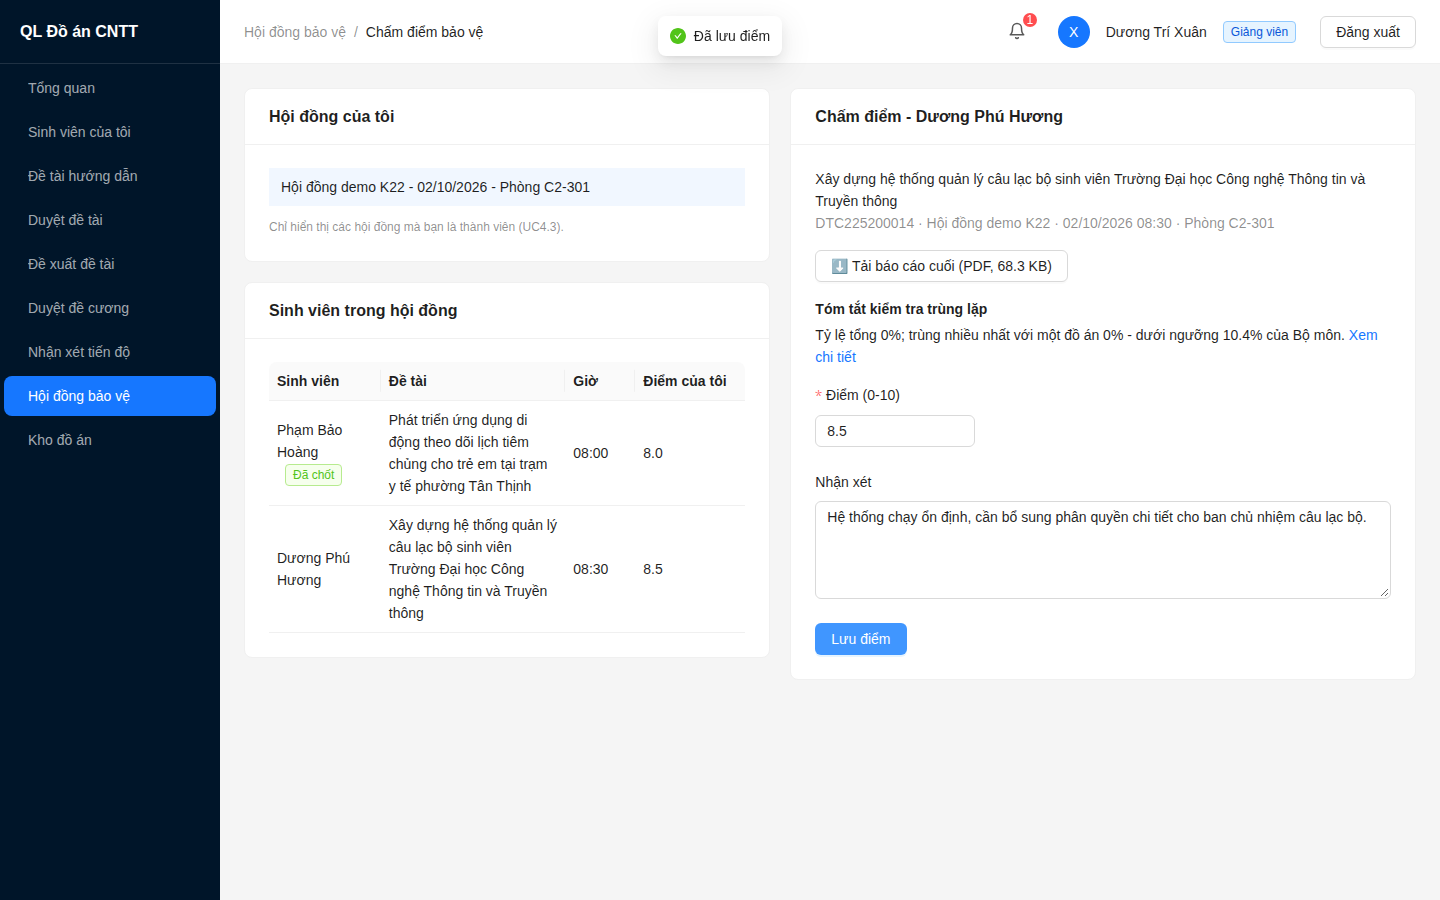 QL Đồ án CNTT
Tổng quan
Sinh viên của tôi
Đề tài hướng dẫn
Duyệt đề tài
Đề xuất đề tài
Duyệt đề cương
Nhận xét tiến độ
Hội đồng bảo vệ
Kho đồ án
Hội đồng bảo vệ / Chấm điểm bảo vệ
Đã lưu điểm
1
X
Dương Trí Xuân
Giảng viên
Đăng xuất
Hội đồng của tôi
Hội đồng demo K22 - 02/10/2026 - Phòng C2-301
Chỉ hiển thị các hội đồng mà bạn là thành viên (UC4.3).
Sinh viên trong hội đồng
Sinh viên Đề tài Giờ Điểm của tôi
Phạm Bảo
Hoàng
Đã chốt
Phát triển ứng dụng di
động theo dõi lịch tiêm
chủng cho trẻ em tại trạm
y tế phường Tân Thịnh
08:00
8.0
Dương Phú
Hương
Xây dựng hệ thống quản lý
câu lạc bộ sinh viên
Trường Đại học Công
nghệ Thông tin và Truyền
thông
08:30
8.5
Chấm điểm - Dương Phú Hương
Xây dựng hệ thống quản lý câu lạc bộ sinh viên Trường Đại học Công nghệ Thông tin và
Truyền thông
DTC225200014 · Hội đồng demo K22 · 02/10/2026 08:30 · Phòng C2-301
⬇️ Tải báo cáo cuối (PDF, 68.3 KB)
Tóm tắt kiểm tra trùng lặp
Tỷ lệ tổng 0%; trùng nhiều nhất với một đồ án 0% - dưới ngưỡng 10.4% của Bộ môn. Xem
chi tiết
* Điểm (0-10)
8.5
Nhận xét
Hệ thống chạy ổn định, cần bổ sung phân quyền chi tiết cho ban chủ nhiệm câu lạc bộ.
Lưu điểm